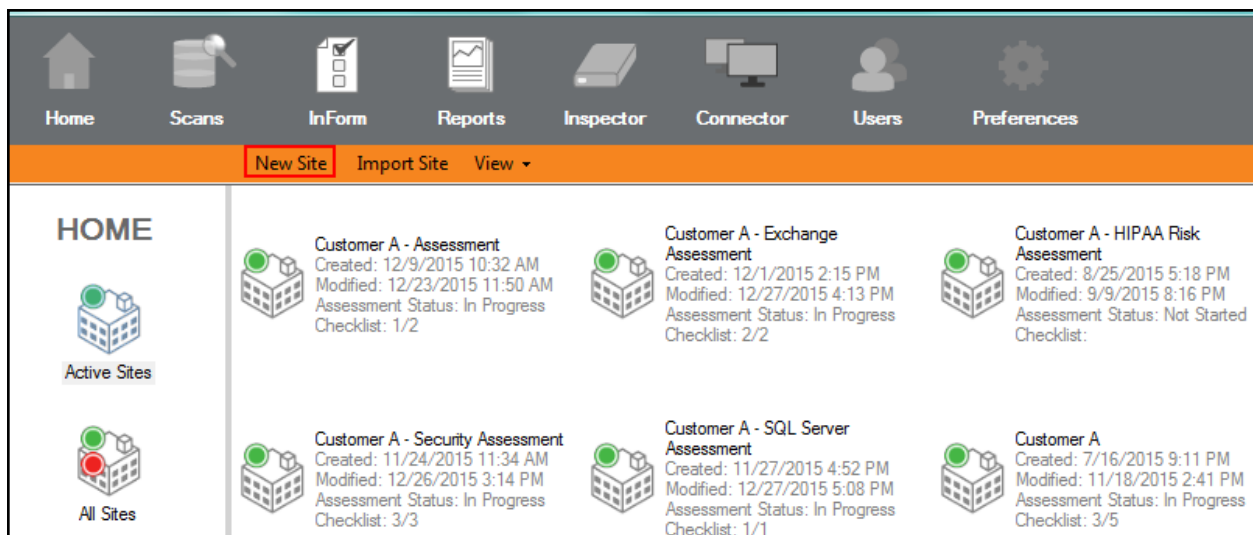 Home Scans InForm Reports Inspector Connector Users Preferences
New Site Import Site View
HOME
Active Sites
All Sites
Customer A - Assessment
Created: 12/9/2015 10:32 AM
Modified: 12/23/2015 11:50 AM
Assessment Status: In Progress
Checklist: 1/2
Customer A - Exchange
Assessment
Created: 12/1/2015 2:15 PM
Modified: 12/27/2015 4:13 PM
Assessment Status: In Progress
Checklist: 2/2
Customer A - HIPAA Risk
Assessment
Created: 8/25/2015 5:18 PM
Modified: 9/9/2015 8:16 PM
Assessment Status: Not Started
Checklist:
Customer A - Security Assessment
Created: 11/24/2015 11:34 AM
Modified: 12/26/2015 3:14 PM
Assessment Status: In Progress
Checklist: 3/3
Customer A - SQL Server
Assessment
Created: 11/27/2015 4:52 PM
Modified: 12/27/2015 5:08 PM
Assessment Status: In Progress
Checklist: 1/1
Customer A
Created: 7/16/2015 9:11 PM
Modified: 11/18/2015 2:41 PM
Assessment Status: In Progress
Checklist: 3/5